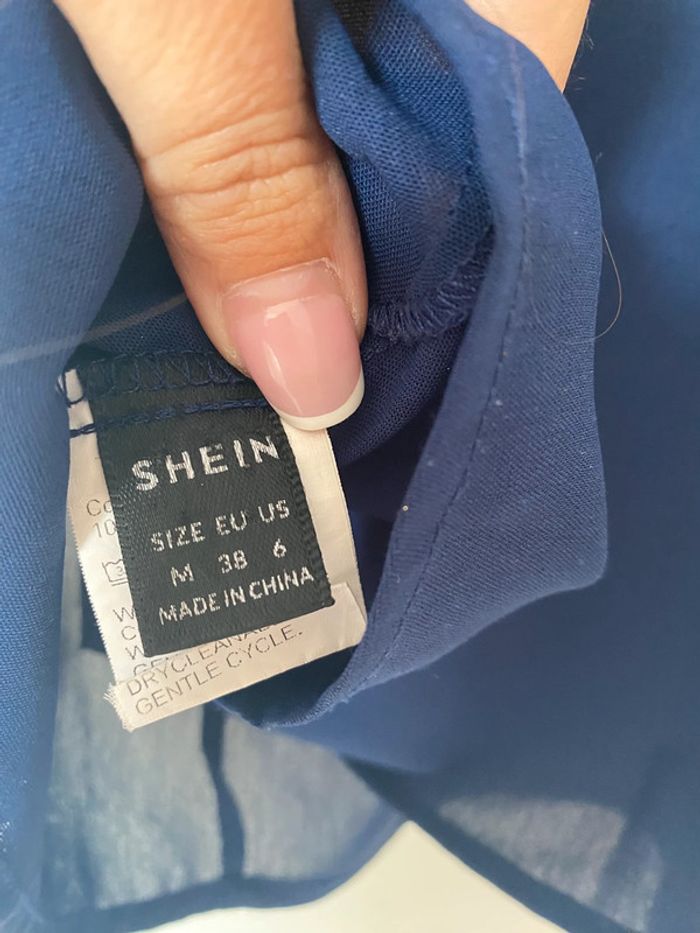 SHEIN
SIZE EU US
M 38 6
MADE IN CHINA
DRYCLEAN
GENTLE CYCLE.